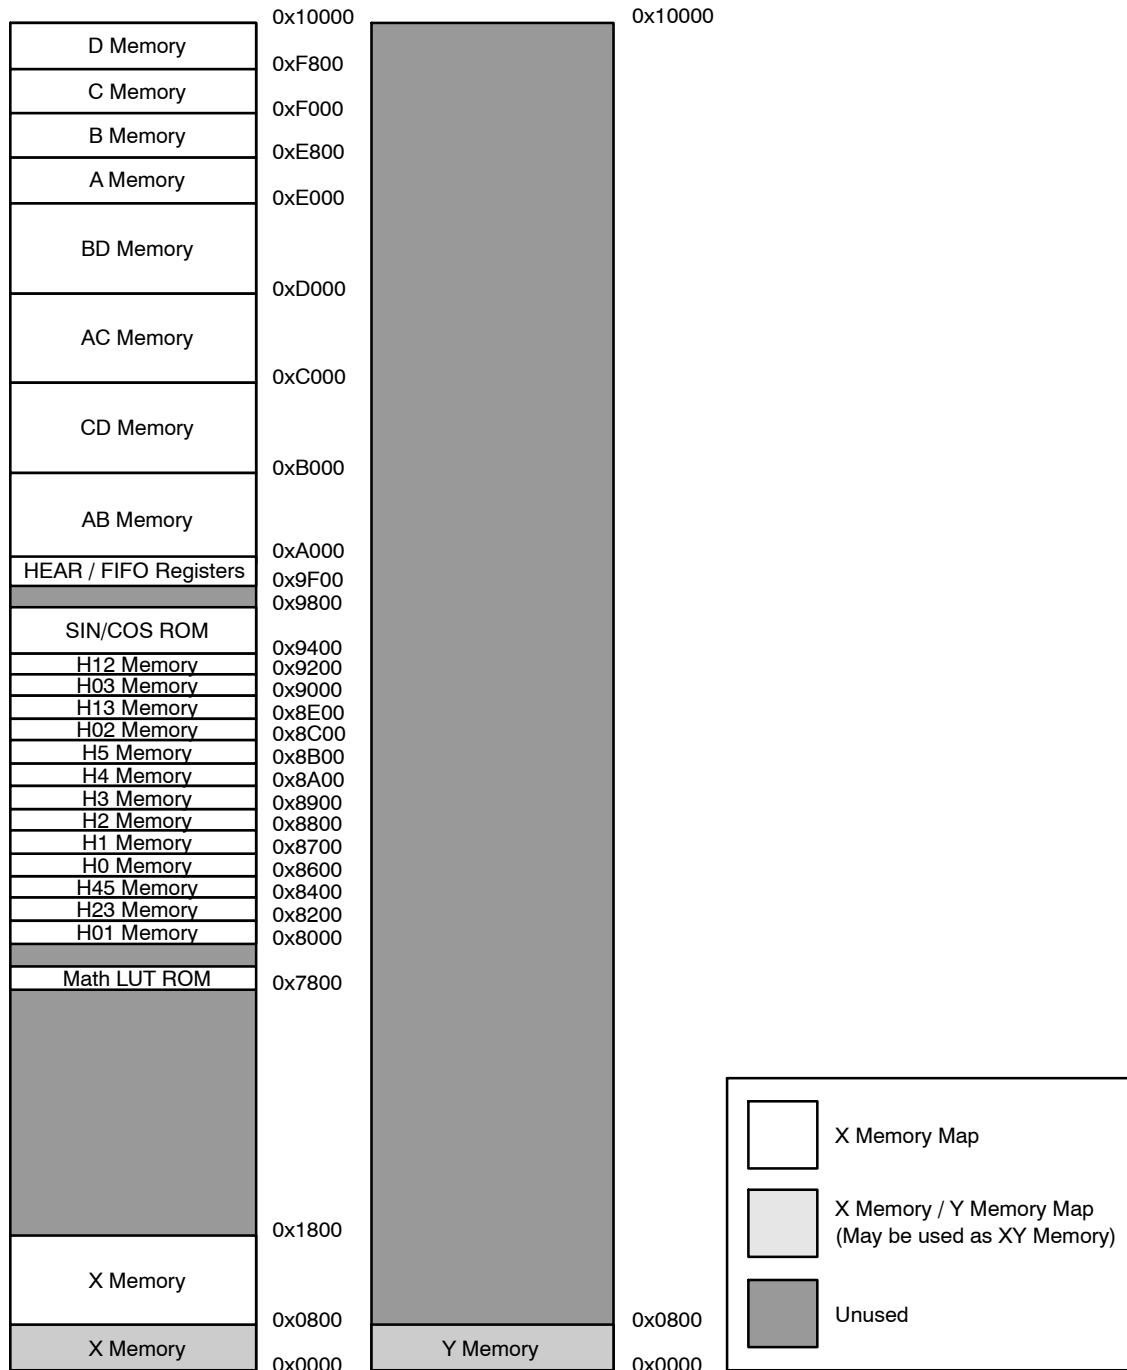 0x10000
D Memory
0xF800
C Memory
0xF000
B Memory
0xE800
A Memory
0xE000
BD Memory
0xD000
AC Memory
0xC000
CD Memory
0xB000
AB Memory
0xA000
HEAR / FIFO Registers
0x9F00
0x9800
SIN/COS ROM
0x9400
H12 Memory
0x9200
H03 Memory
0x9000
H13 Memory
0x8E00
H02 Memory
0x8C00
H5 Memory
0x8B00
H4 Memory
0x8A00
H3 Memory
0x8900
H2 Memory
0x8800
H1 Memory
0x8700
H0 Memory
0x8600
H45 Memory
0x8400
H23 Memory
0x8200
H01 Memory
0x8000
Math LUT ROM
0x7800
0x1800
X Memory
0x0800
X Memory
0x0000
0x10000
0x0800
Y Memory
0x0000
X Memory Map
X Memory / Y Memory Map
(May be used as XY Memory)
Unused